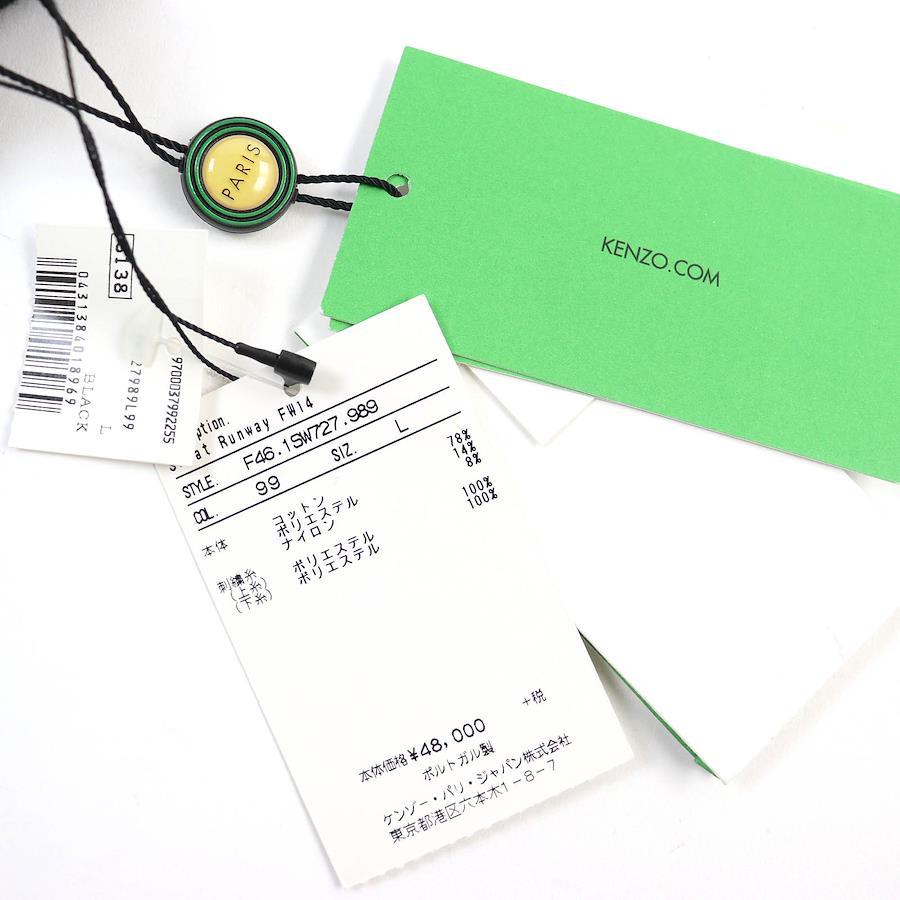 PARIS
KENZO.COM
3138
0431384018969
BLACK
L
27989L99
9700037992255
ption.
at Runway FW14
STYLE. F46.15W727.989
COL. 99 SIZ. L
本体 コットン 78%
ポリエステル 14%
ナイロン 8%
刺繍糸
(上糸) ポリエステル 100%
(下糸) ポリエステル 100%
+税
本体価格¥48,000
ポルトガル製
ケンゾー・パリ・ジャパン株式会社
東京都港区六本木1-8-7